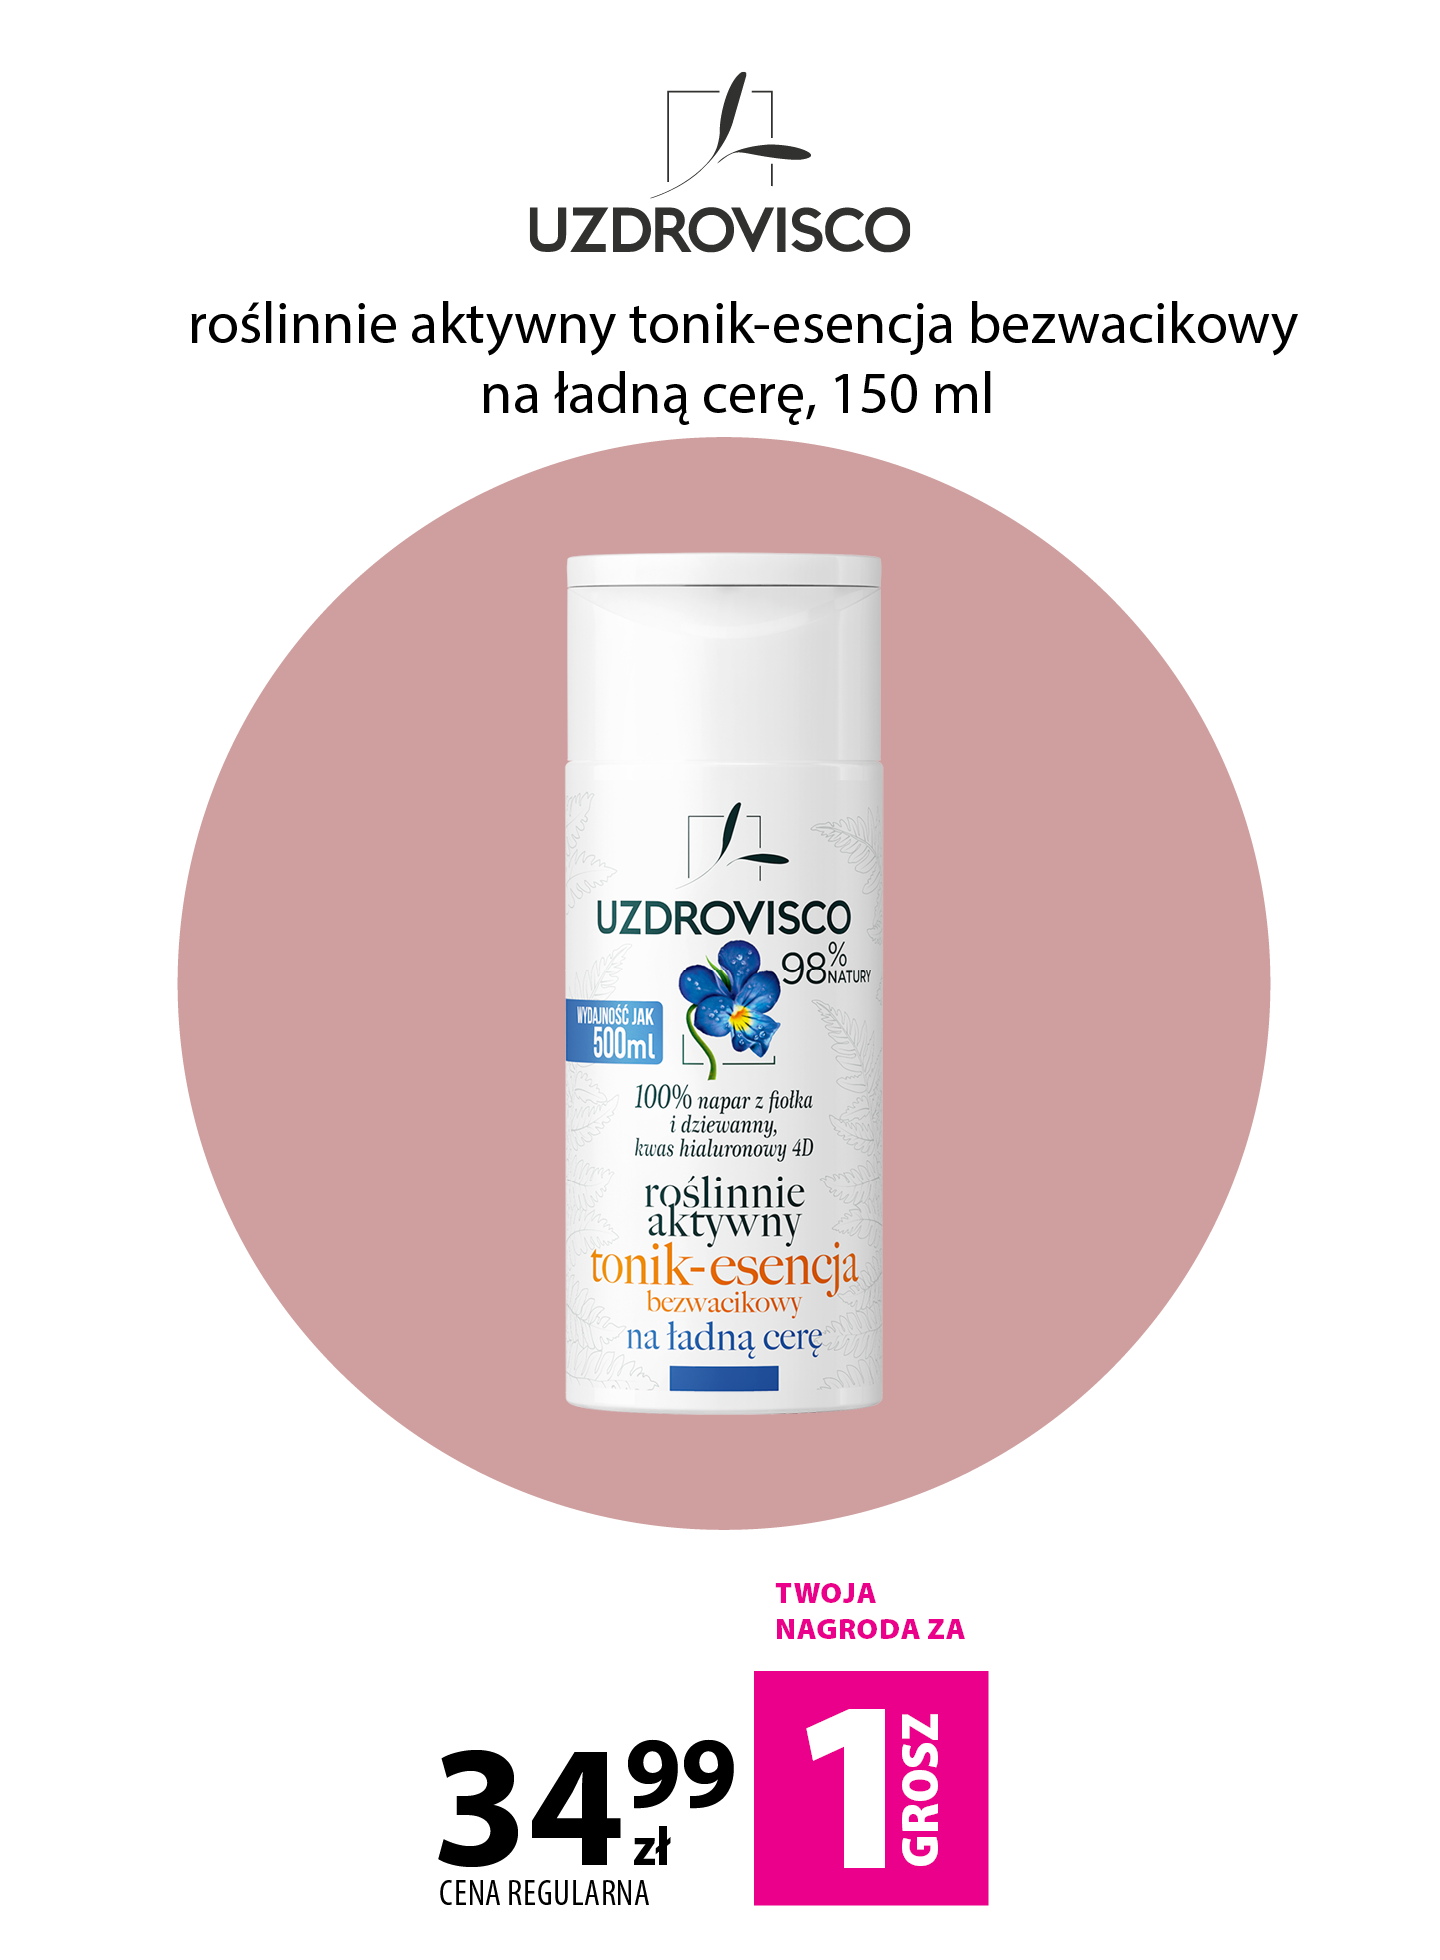 UZDROVISCO
roślinnie aktywny tonik-esencja bezwacikowy
na ładną cerę, 150 ml
UZDROVISCO
98% NATURY
WYDAJNOŚĆ JAK
500ml
100% napar z fiołka
i dziewanny,
kwas hialuronowy 4D
roślinnie
aktywny
tonik-esencja
bezwacikowy
na ładną cerę
TWOJA
NAGRODA ZA
34 99 zł
CENA REGULARNA
1 GROSZ